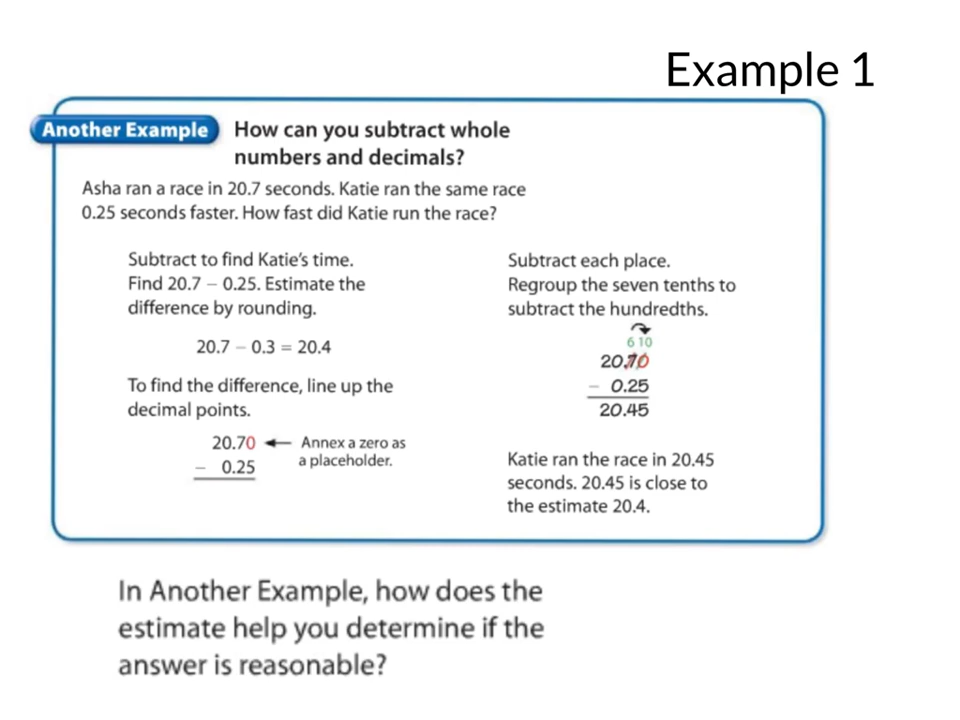 Example 1
Another Example
How can you subtract whole
numbers and decimals?
Asha ran a race in 20.7 seconds. Katie ran the same race
0.25 seconds faster. How fast did Katie run the race?
Subtract to find Katie's time.
Find 20.7 – 0.25. Estimate the
difference by rounding.
20.7 – 0.3 = 20.4
To find the difference, line up the
decimal points.
20.70 ← Annex a zero as
a placeholder.
– 0.25
Subtract each place.
Regroup the seven tenths to
subtract the hundredths.
6 10
20.70
– 0.25
20.45
Katie ran the race in 20.45
seconds. 20.45 is close to
the estimate 20.4.
In Another Example, how does the
estimate help you determine if the
answer is reasonable?